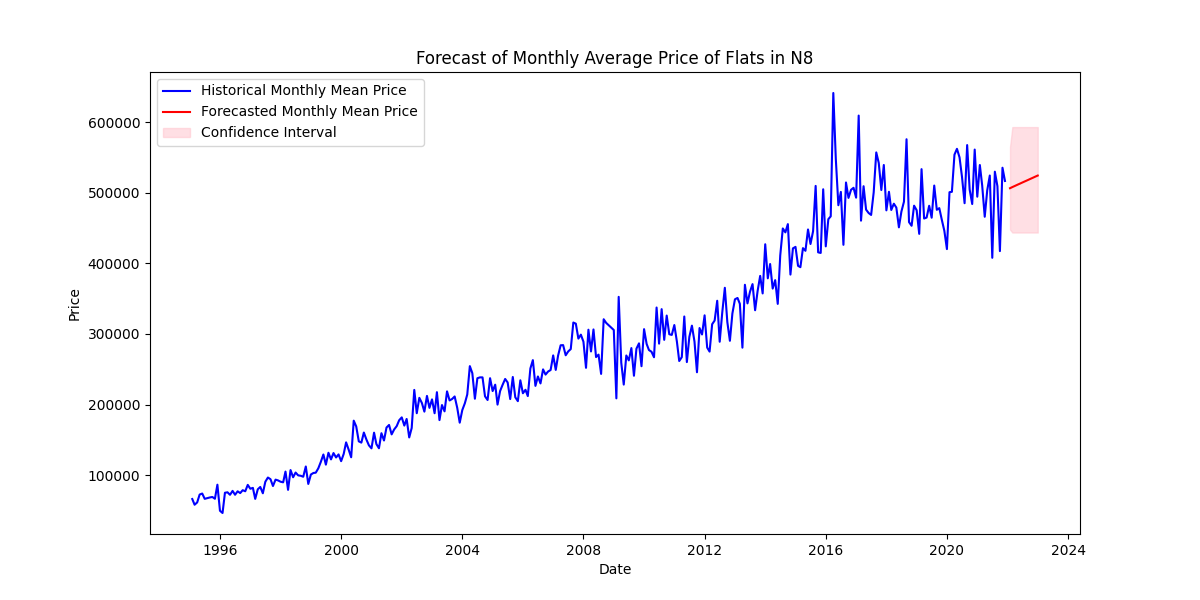 Forecast of Monthly Average Price of Flats in N8
Historical Monthly Mean Price
Forecasted Monthly Mean Price
Confidence Interval
600000
500000
400000
300000
200000
100000
Price
1996 2000 2004 2008 2012 2016 2020 2024
Date